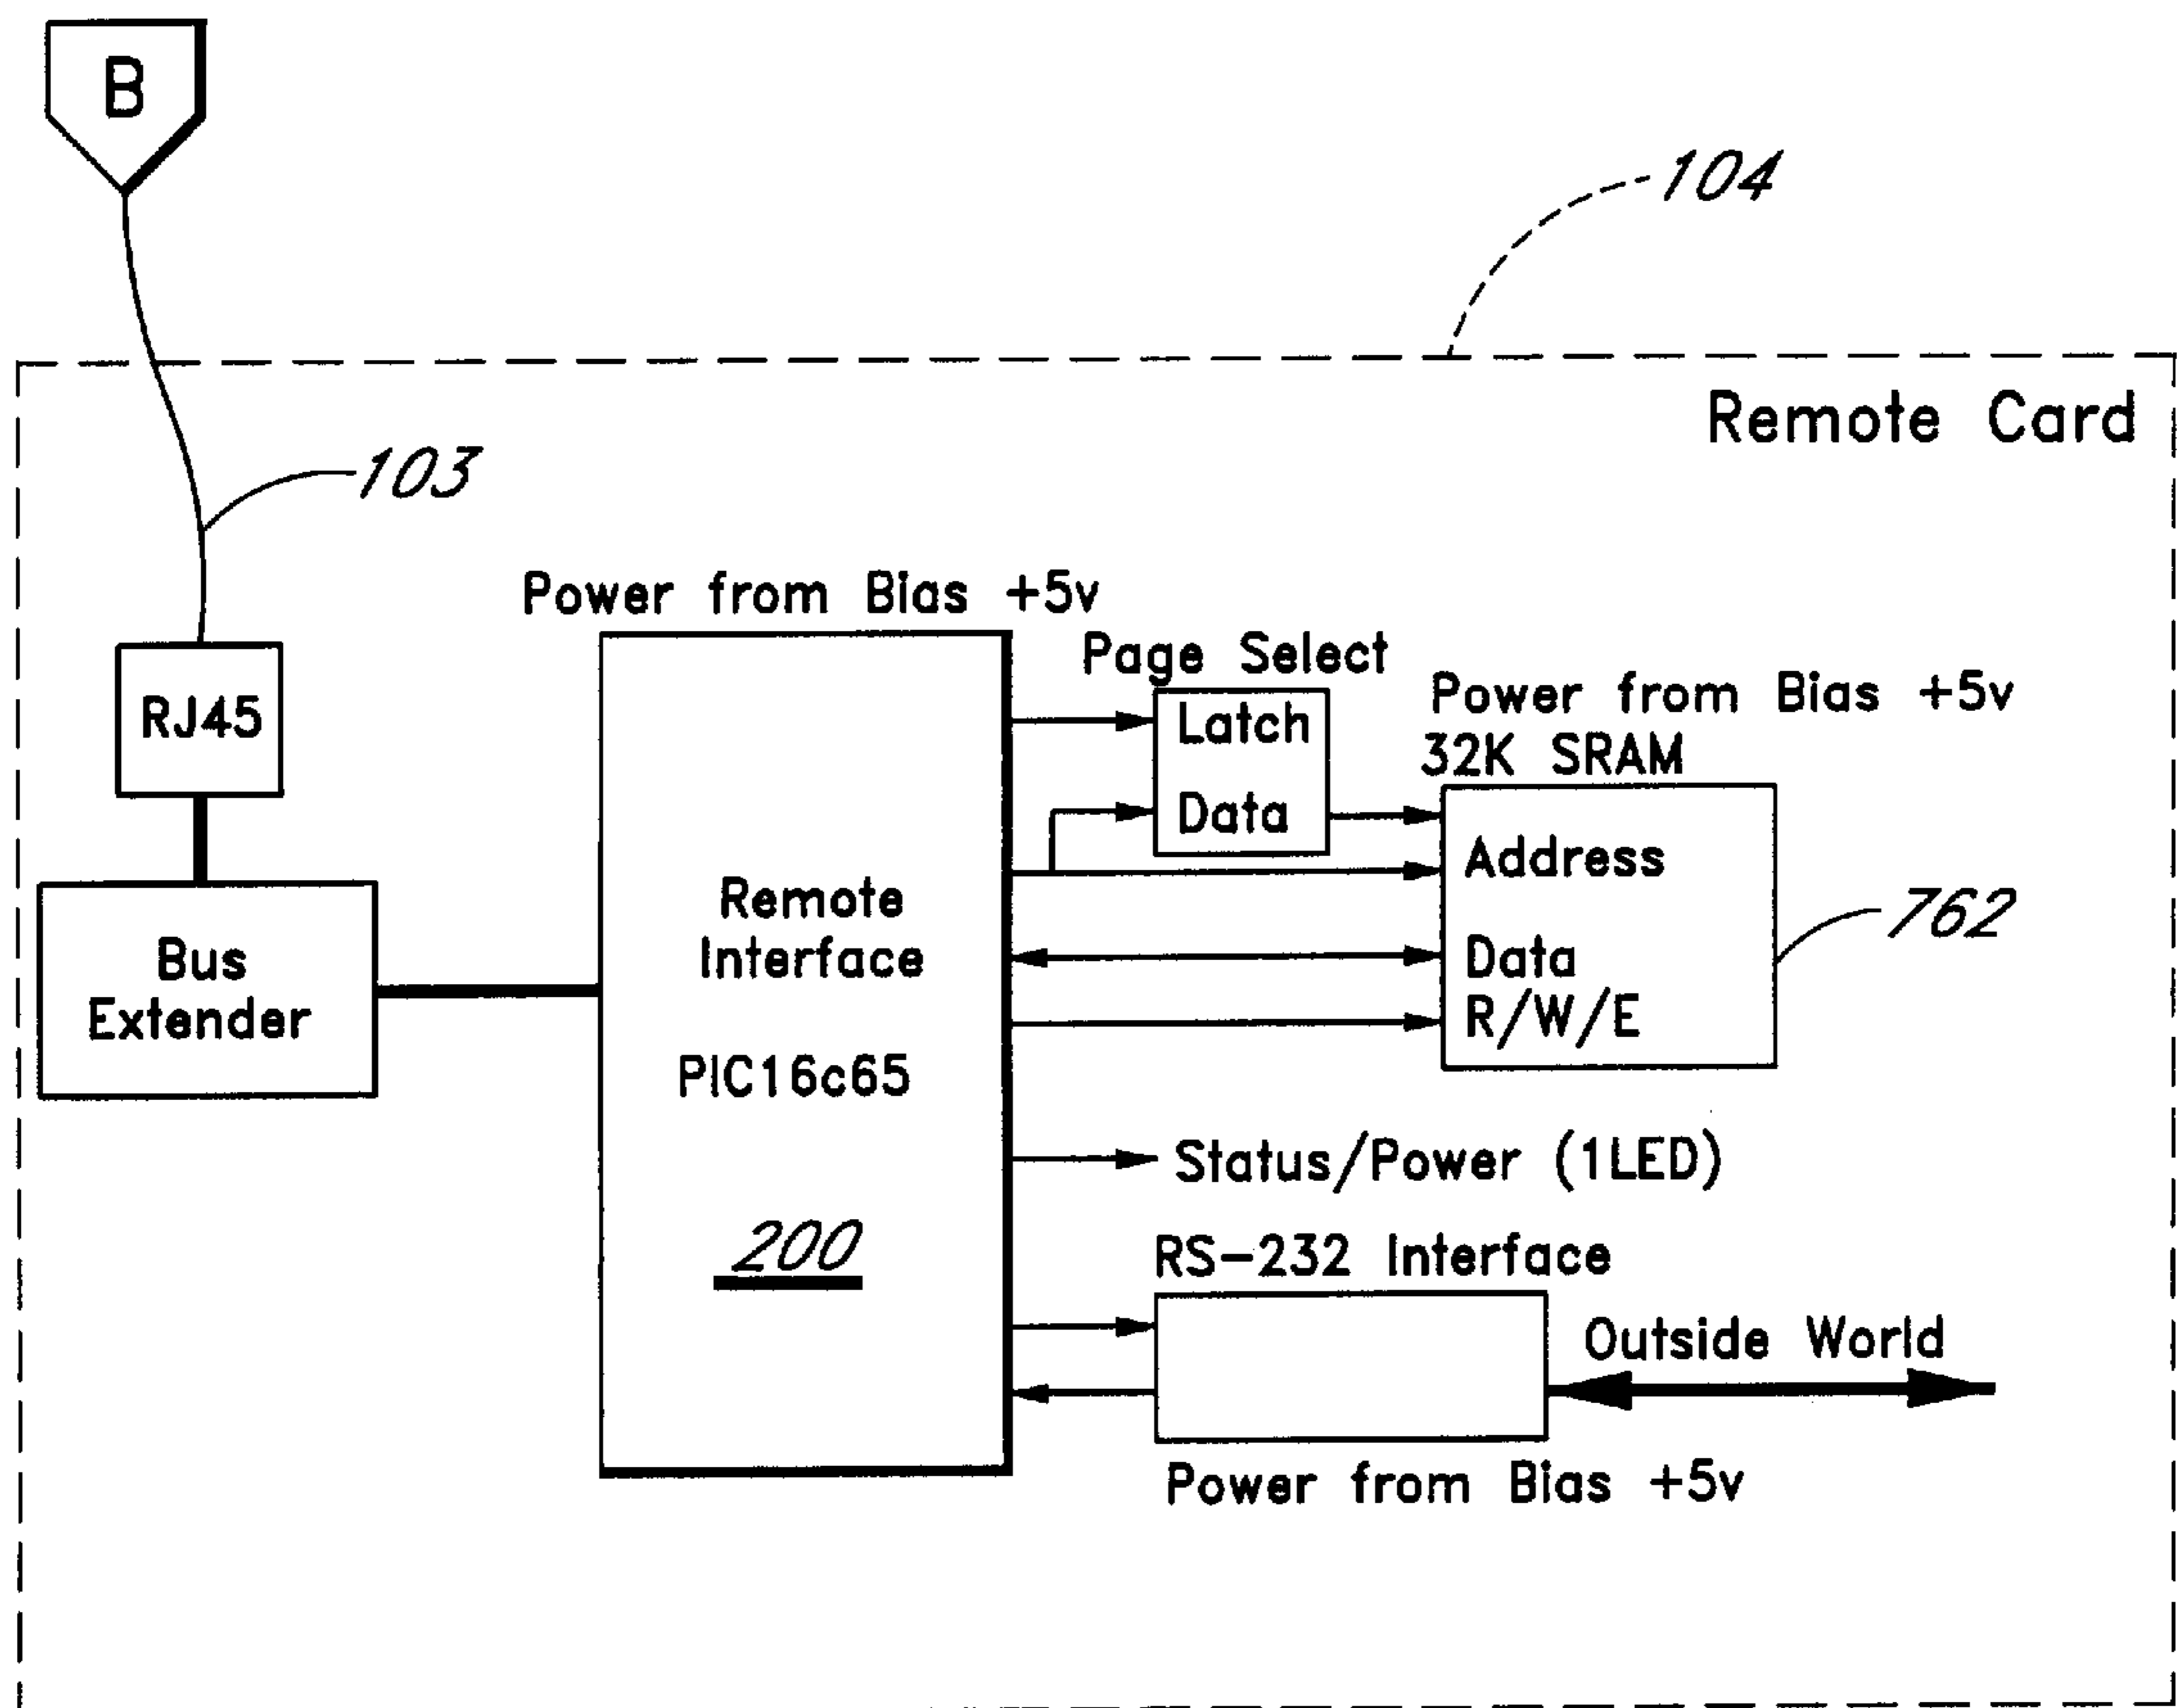 B
104
Remote Card
103
Power from Bias +5v
Page Select
RJ45
Latch
Data
Power from Bias +5v
32K SRAM
Address
Data
R/W/E
762
Bus
Extender
Remote
Interface
PIC16c65
200
Status/Power (1LED)
RS-232 Interface
Outside World
Power from Bias +5v